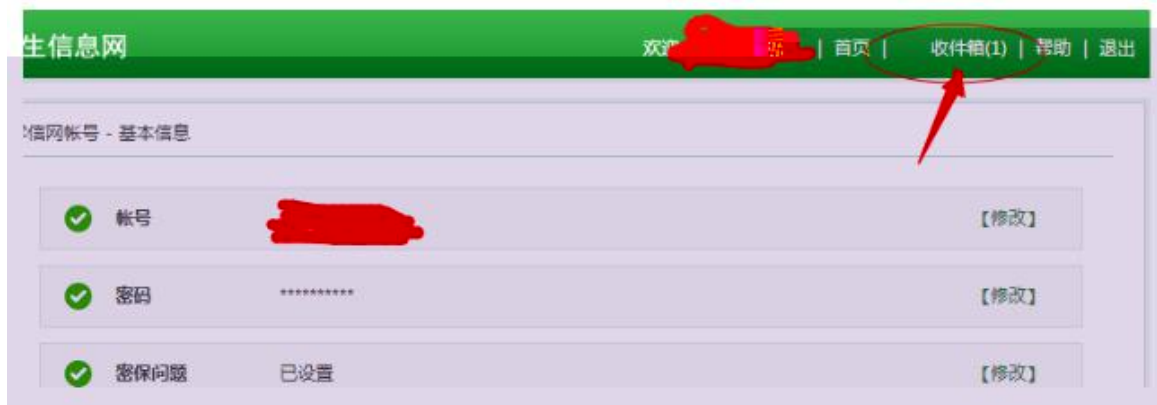 生信息网
欢迎 | 首页 | 收件箱(1) | 帮助 | 退出
信网帐号 - 基本信息
帐号 【修改】
密码 ********** 【修改】
密保问题 已设置 【修改】